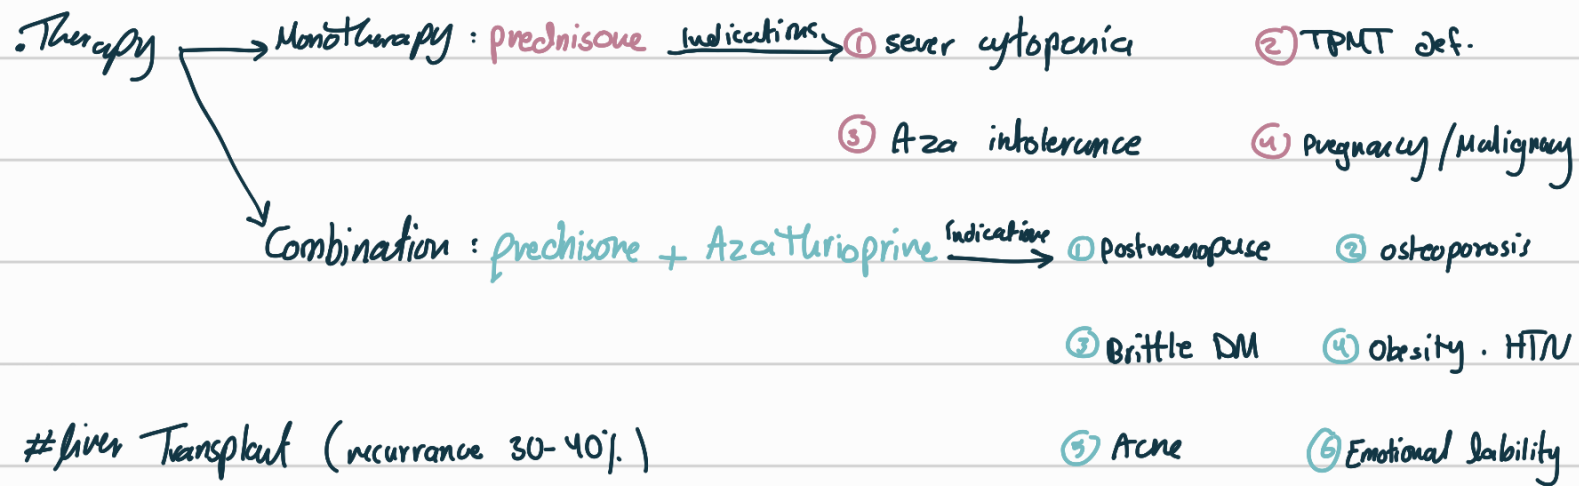 :Therapy → Monotherapy : prednisone Indications → ① sever cytopenia ② TPMT def.
③ Aza intolerance ④ Pregnancy / Malignacy
Combination : prednisone + Azathrioprine Indications → ① Postmenopause ② osteoporosis
③ Brittle DM ④ Obesity . HTN
#liver Transplant (recurrance 30-40%) ⑤ Acne ⑥ Emotional lability